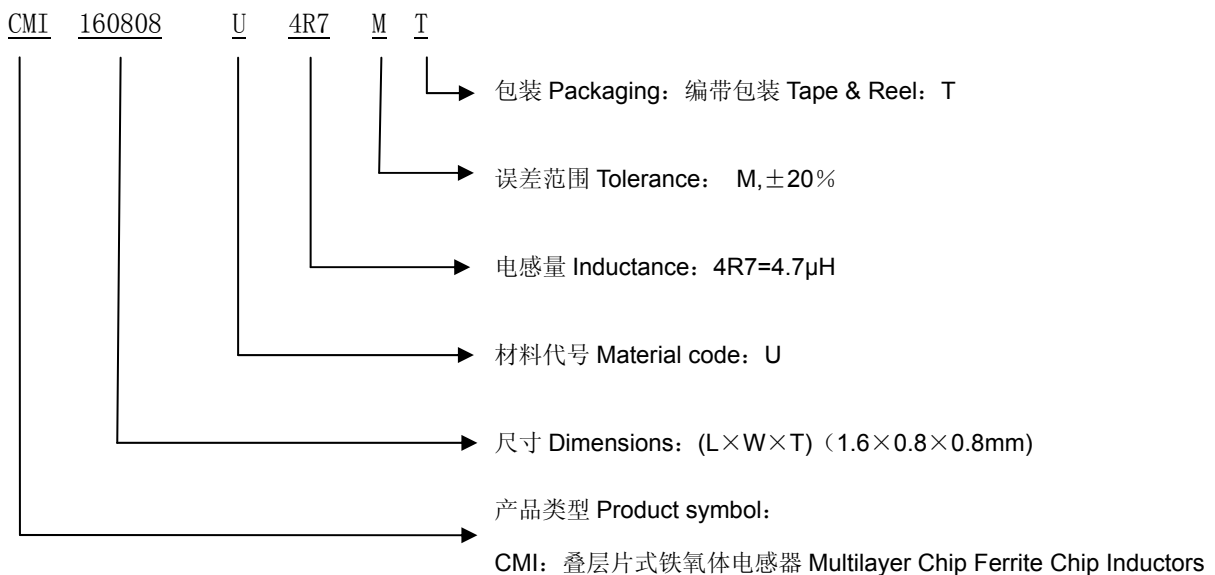 CMI 160808 U 4R7 M T
包装 Packaging：编带包装 Tape & Reel：T
误差范围 Tolerance： M,±20％
电感量 Inductance：4R7=4.7μH
材料代号 Material code：U
尺寸 Dimensions：(L×W×T)（1.6×0.8×0.8mm)
产品类型 Product symbol：
CMI：叠层片式铁氧体电感器 Multilayer Chip Ferrite Chip Inductors